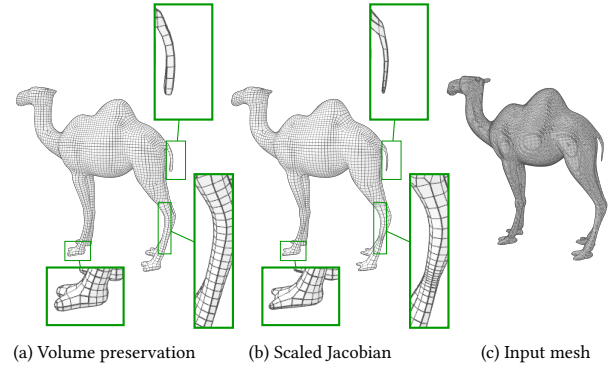 (a) Volume preservation
(b) Scaled Jacobian
(c) Input mesh